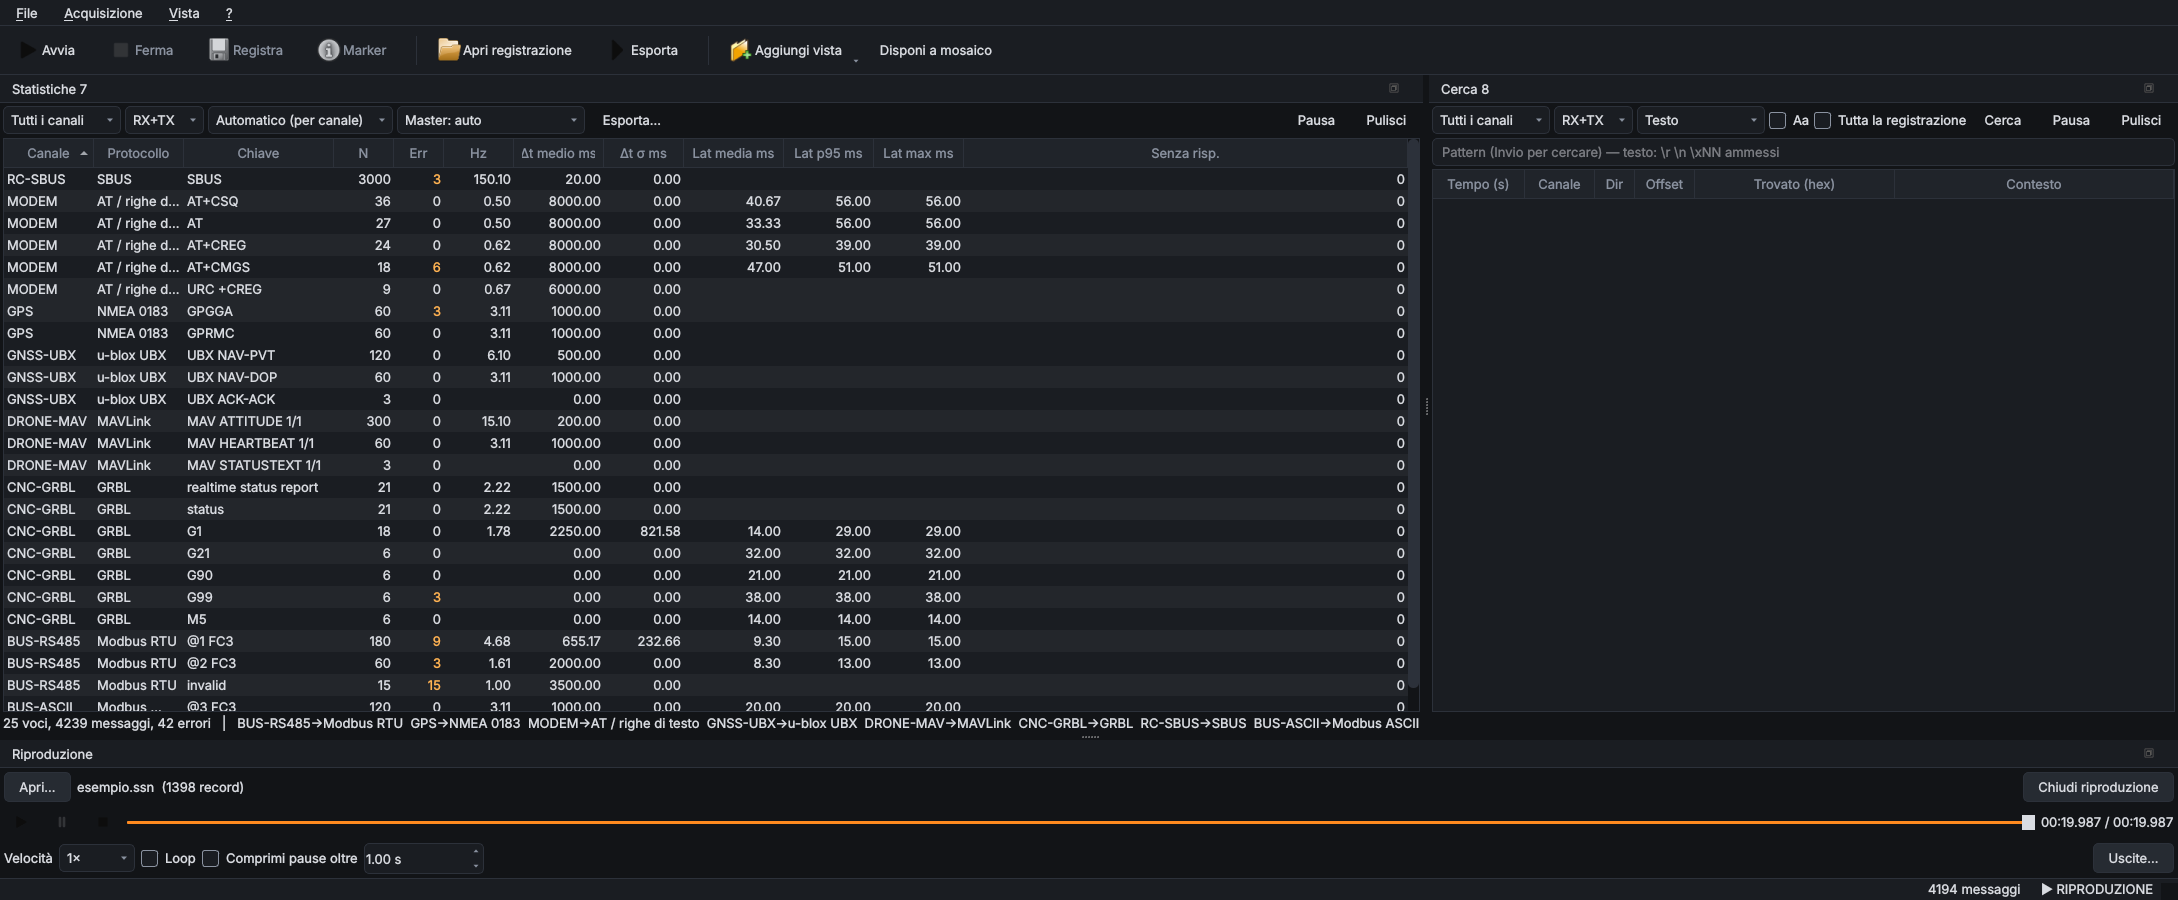 File Acquisizione Vista ?
Avvia Ferma Registra Marker Apri registrazione Esporta Aggiungi vista Disponi a mosaico
Statistiche 7
Tutti i canali RX+TX Automatico (per canale) Master: auto Esporta... Pausa Pulisci
Canale Protocollo Chiave N Err Hz Δt medio ms Δt σ ms Lat media ms Lat p95 ms Lat max ms Senza risp.
RC-SBUS SBUS SBUS 3000 3 150.10 20.00 0.00 0
MODEM AT / righe d... AT+CSQ 36 0 0.50 8000.00 0.00 40.67 56.00 56.00 0
MODEM AT / righe d... AT 27 0 0.50 8000.00 0.00 33.33 56.00 56.00 0
MODEM AT / righe d... AT+CREG 24 0 0.62 8000.00 0.00 30.50 39.00 39.00 0
MODEM AT / righe d... AT+CMGS 18 6 0.62 8000.00 0.00 47.00 51.00 51.00 0
MODEM AT / righe d... URC +CREG 9 0 0.67 6000.00 0.00 0
GPS NMEA 0183 GPGGA 60 3 3.11 1000.00 0.00 0
GPS NMEA 0183 GPRMC 60 0 3.11 1000.00 0.00 0
GNSS-UBX u-blox UBX UBX NAV-PVT 120 0 6.10 500.00 0.00 0
GNSS-UBX u-blox UBX UBX NAV-DOP 60 0 3.11 1000.00 0.00 0
GNSS-UBX u-blox UBX UBX ACK-ACK 3 0 0.00 0.00 0
DRONE-MAV MAVLink MAV ATTITUDE 1/1 300 0 15.10 200.00 0.00 0
DRONE-MAV MAVLink MAV HEARTBEAT 1/1 60 0 3.11 1000.00 0.00 0
DRONE-MAV MAVLink MAV STATUSTEXT 1/1 3 0 0.00 0.00 0
CNC-GRBL GRBL realtime status report 21 0 2.22 1500.00 0.00 0
CNC-GRBL GRBL status 21 0 2.22 1500.00 0.00 0
CNC-GRBL GRBL G1 18 0 1.78 2250.00 821.58 14.00 29.00 29.00 0
CNC-GRBL GRBL G21 6 0 0.00 0.00 32.00 32.00 32.00 0
CNC-GRBL GRBL G90 6 0 0.00 0.00 21.00 21.00 21.00 0
CNC-GRBL GRBL G99 6 3 0.00 0.00 38.00 38.00 38.00 0
CNC-GRBL GRBL M5 6 0 0.00 0.00 14.00 14.00 14.00 0
BUS-RS485 Modbus RTU @1 FC3 180 9 4.68 655.17 232.66 9.30 15.00 15.00 0
BUS-RS485 Modbus RTU @2 FC3 60 3 1.61 2000.00 0.00 8.30 13.00 13.00 0
BUS-RS485 Modbus RTU invalid 15 15 1.00 3500.00 0.00 0
BUS-ASCII Modbus ... @3 FC3 120 0 3.11 1000.00 0.00 20.00 20.00 20.00 0
25 voci, 4239 messaggi, 42 errori | BUS-RS485→Modbus RTU GPS→NMEA 0183 MODEM→AT / righe di testo GNSS-UBX→u-blox UBX DRONE-MAV→MAVLink CNC-GRBL→GRBL RC-SBUS→SBUS BUS-ASCII→Modbus ASCII
Cerca 8
Tutti i canali RX+TX Testo Aa Tutta la registrazione Cerca Pausa Pulisci
Pattern (Invio per cercare) — testo: \r \n \xNN ammessi
Tempo (s) Canale Dir Offset Trovato (hex) Contesto
Riproduzione
Apri... esempio.ssn (1398 record) Chiudi riproduzione
00:19.987 / 00:19.987
Velocità 1× Loop Comprimi pause oltre 1.00 s Uscite...
4194 messaggi ▶ RIPRODUZIONE